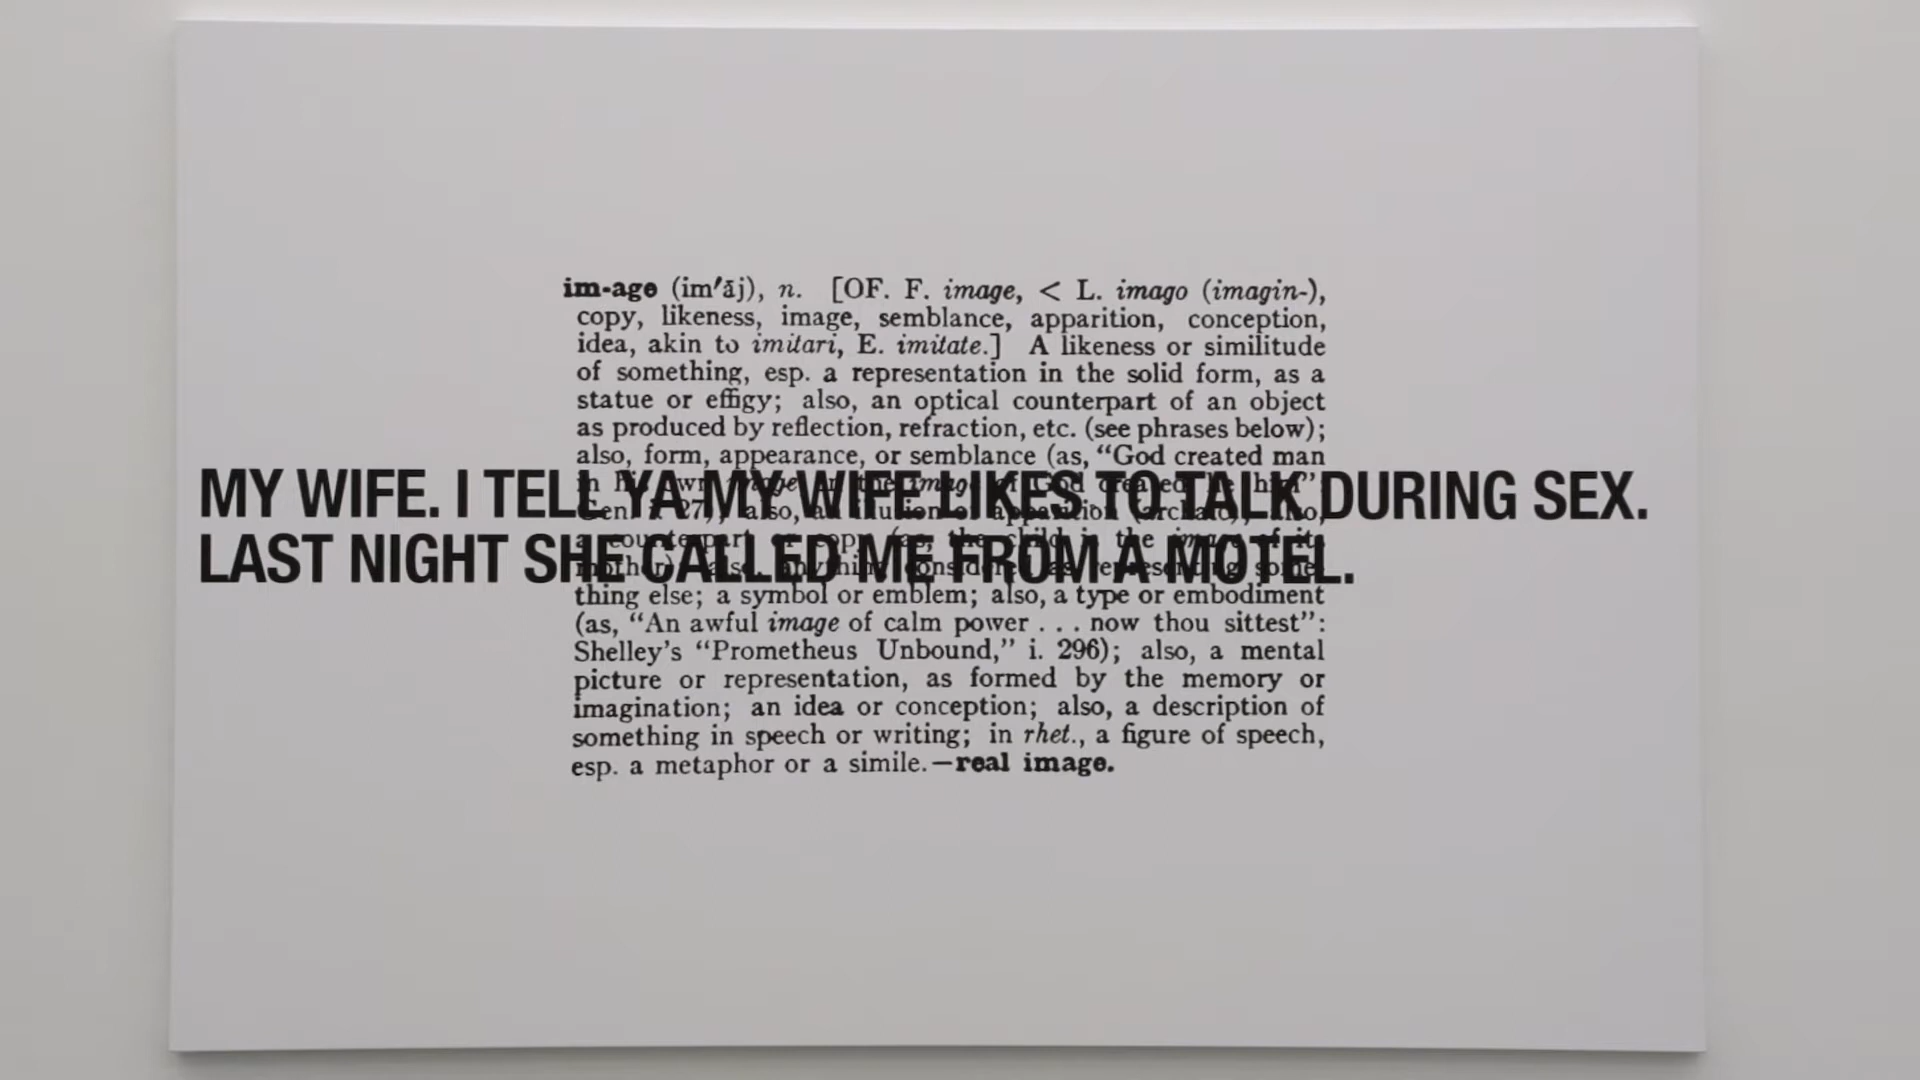 im-age (im′āj), n. [OF. F. image, < L. imago (imagin-),
copy, likeness, image, semblance, apparition, conception,
idea, akin to imitari, E. imitate.] A likeness or similitude
of something, esp. a representation in the solid form, as a
statue or effigy; also, an optical counterpart of an object
as produced by reflection, refraction, etc. (see phrases below);
also, form, appearance, or semblance (as, “God created man
MY WIFE. I TELL YA MY WIFE LIKES TO TALK DURING SEX.
LAST NIGHT SHE CALLED ME FROM A MOTEL.
thing else; a symbol or emblem; also, a type or embodiment
(as, “An awful image of calm power . . . now thou sittest”:
Shelley’s “Prometheus Unbound,” i. 296); also, a mental
picture or representation, as formed by the memory or
imagination; an idea or conception; also, a description of
something in speech or writing; in rhet., a figure of speech,
esp. a metaphor or a simile.—real image.